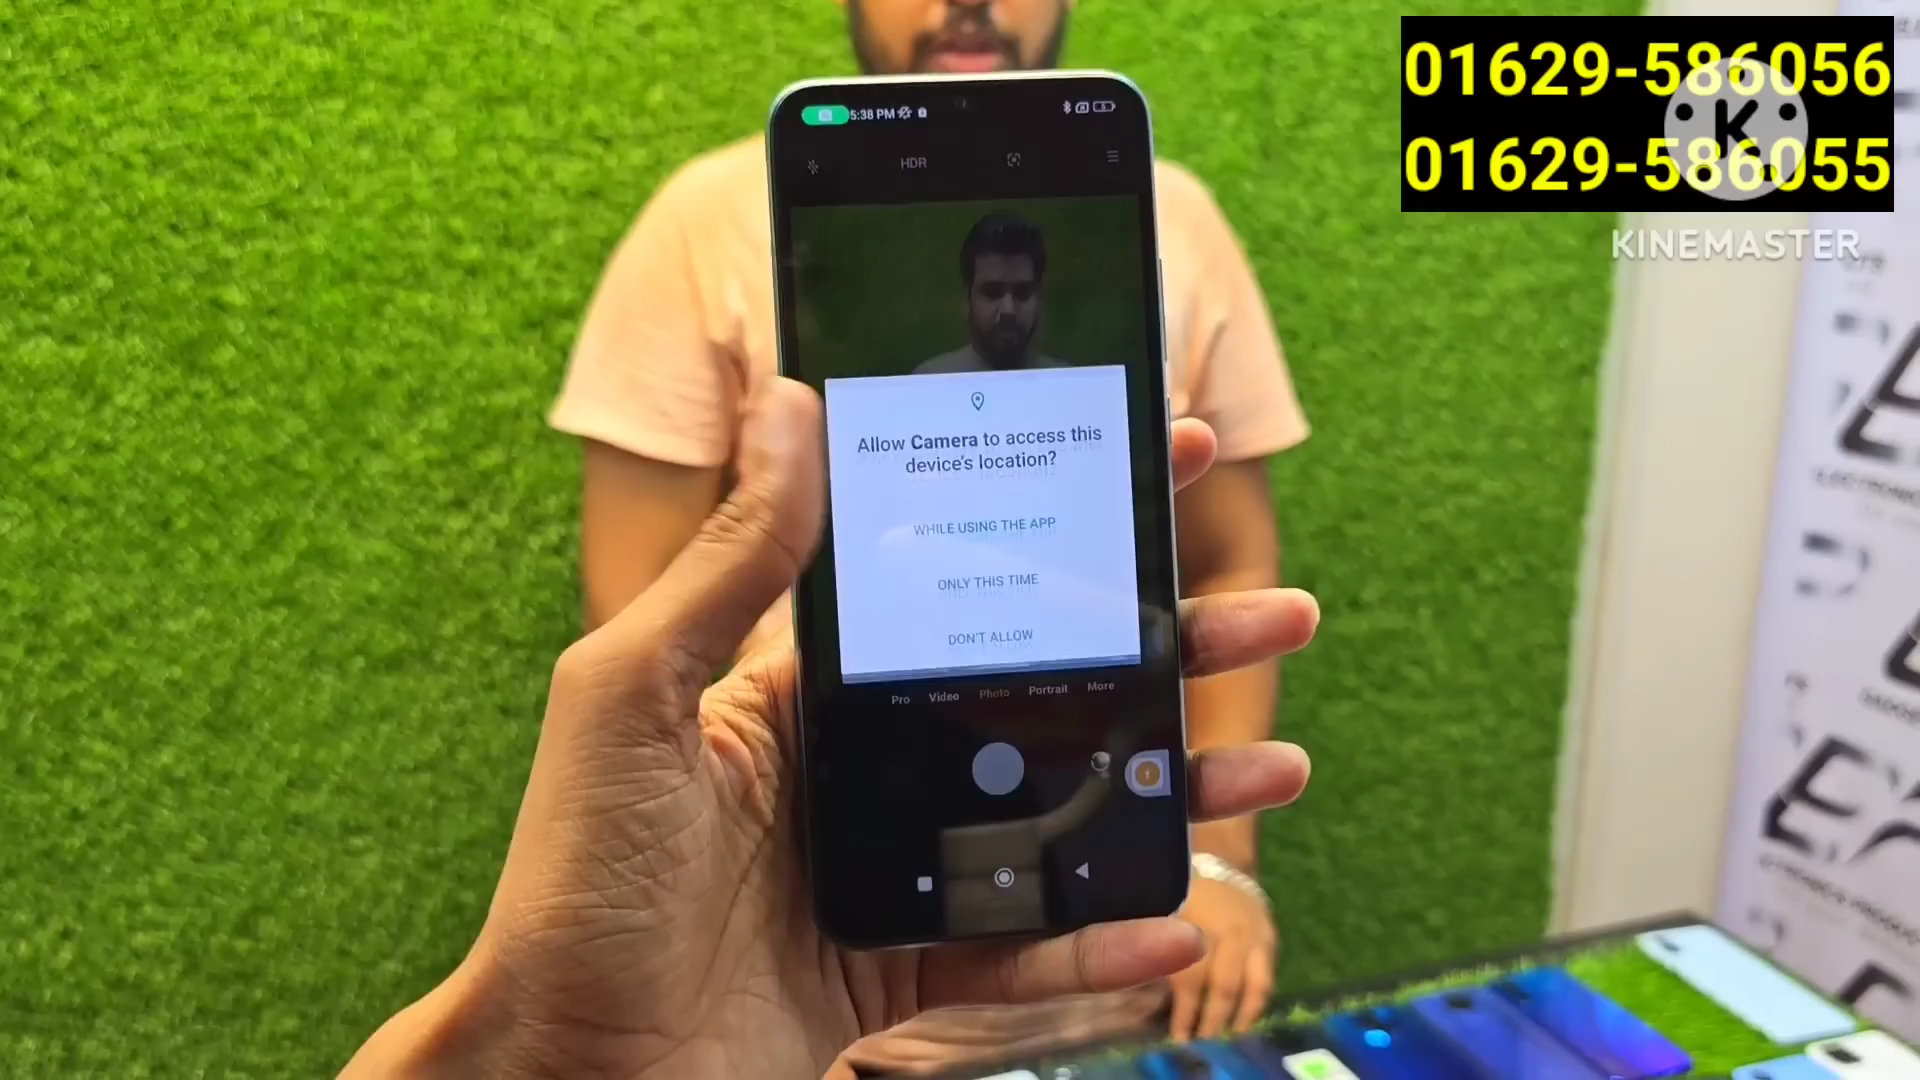 01629-586056
01629-586055
K
KINEMASTER
5:38 PM
HDR
Allow Camera to access this
device's location?
WHILE USING THE APP
ONLY THIS TIME
DON'T ALLOW
Pro Video Photo Portrait More